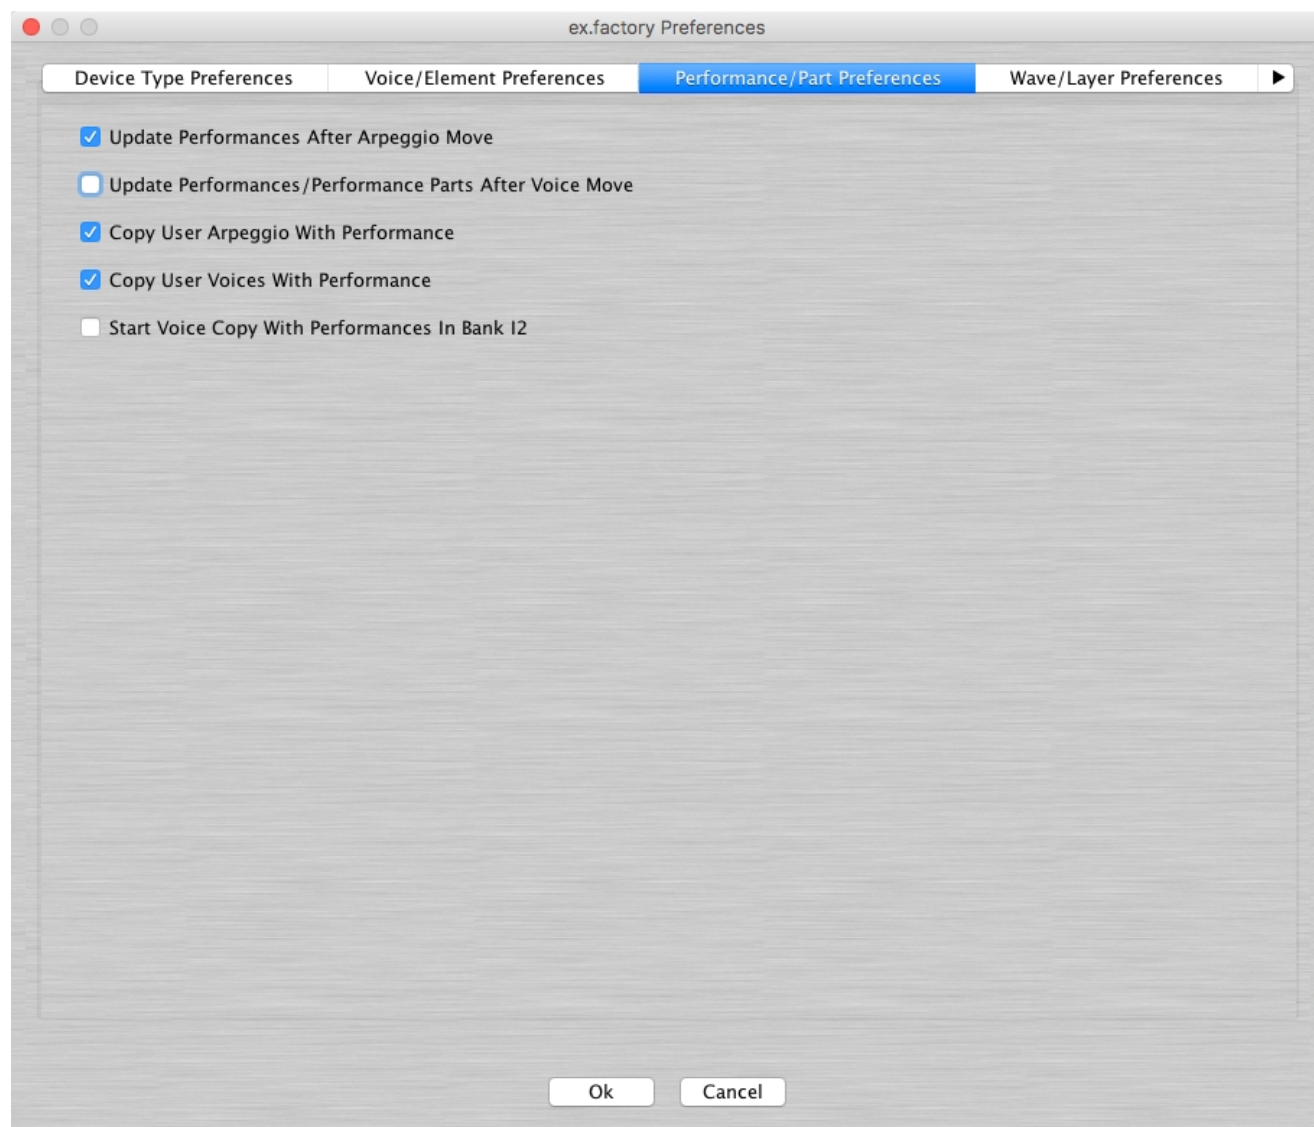 ex.factory Preferences
Device Type Preferences Voice/Element Preferences Performance/Part Preferences Wave/Layer Preferences
Update Performances After Arpeggio Move
Update Performances/Performance Parts After Voice Move
Copy User Arpeggio With Performance
Copy User Voices With Performance
Start Voice Copy With Performances In Bank I2
Ok Cancel